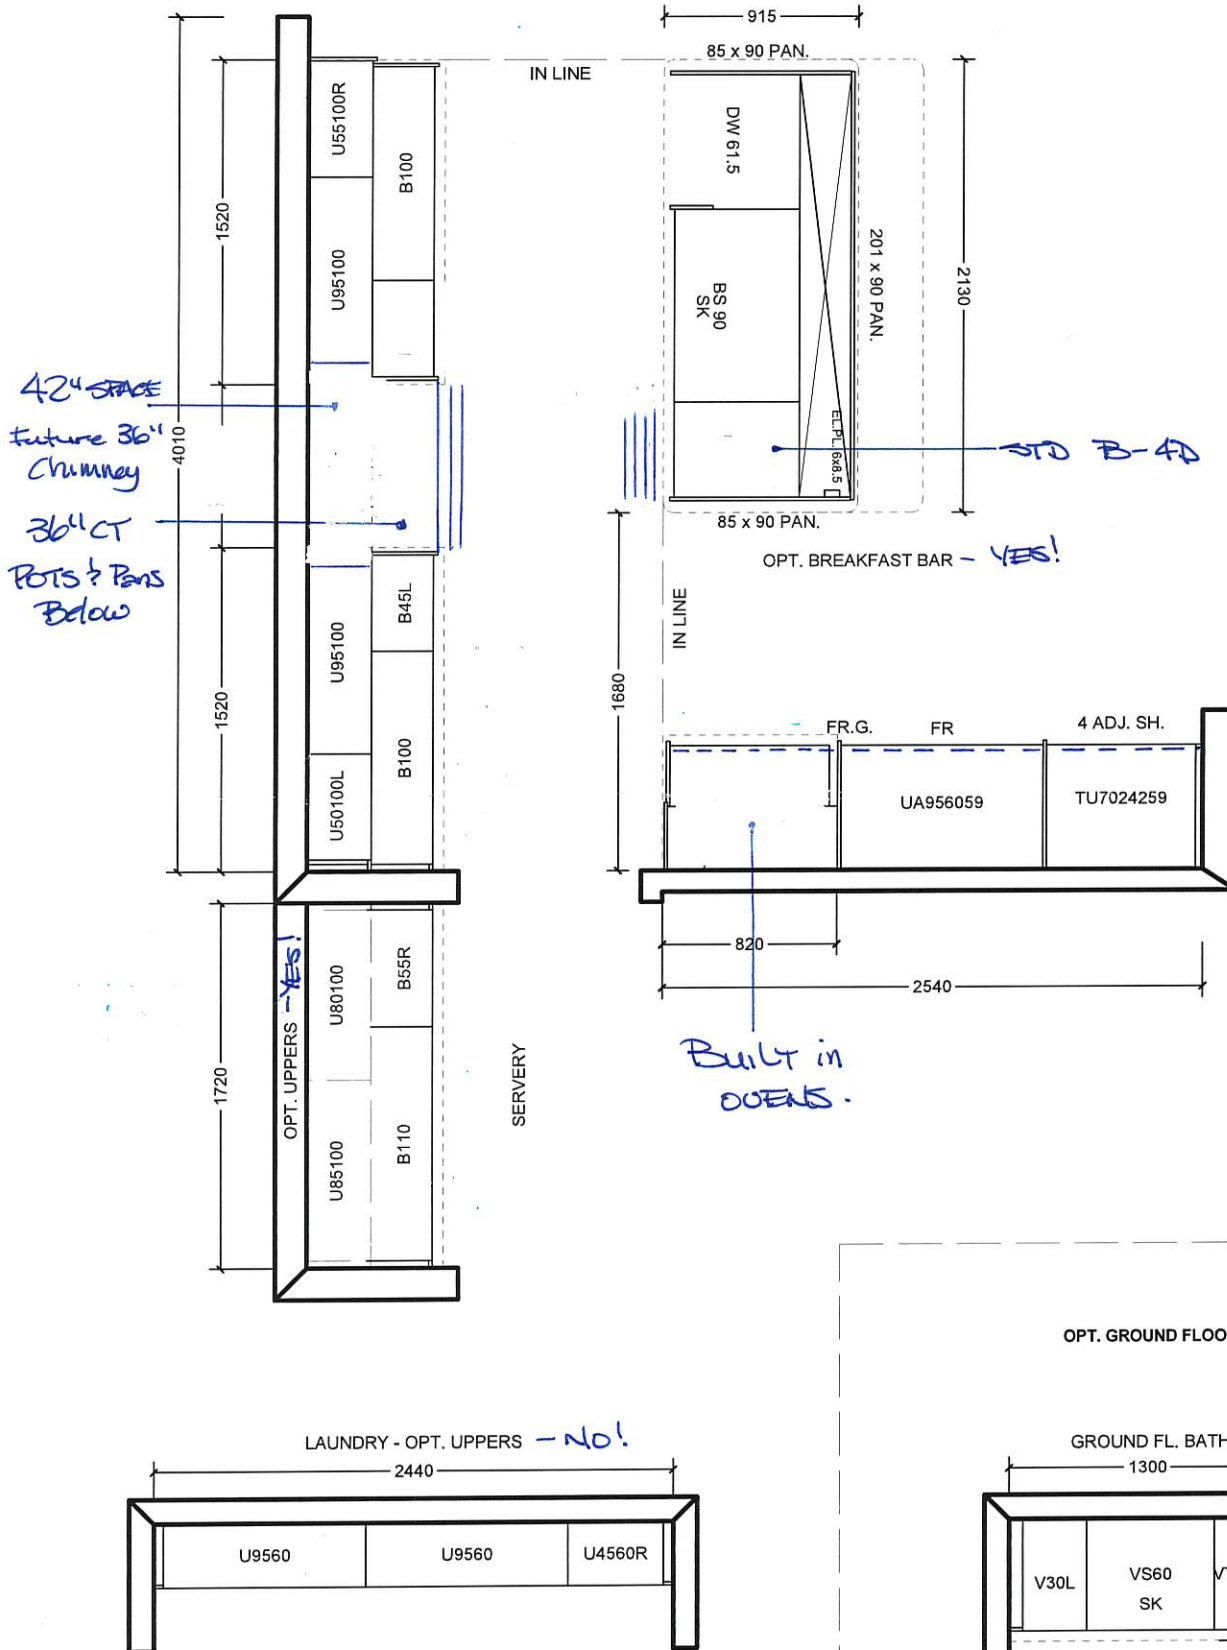 915
85 x 90 PAN.
IN LINE
U55100R
B100
DW 61.5
1520
U95100
BS 90
SK
201 x 90 PAN.
2130
42" SPACE
Future 36"
Chimney
4010
EL.PL. 6x8.5
STD B-4D
36" CT
POTS & Pans
Below
85 x 90 PAN.
OPT. BREAKFAST BAR - YES!
B45L
IN LINE
U95100
1520
1680
B100
U50100L
FR.G.
FR
4 ADJ. SH.
UA956059
TU7024259
820
2540
OPT. UPPERS - YES!
U80100
B55R
1720
SERVERY
Built in
OVENS.
U85100
B110
OPT. GROUND FLOO
LAUNDRY - OPT. UPPERS - NO!
2440
GROUND FL. BATH
1300
U9560
U9560
U4560R
V30L
VS60
SK